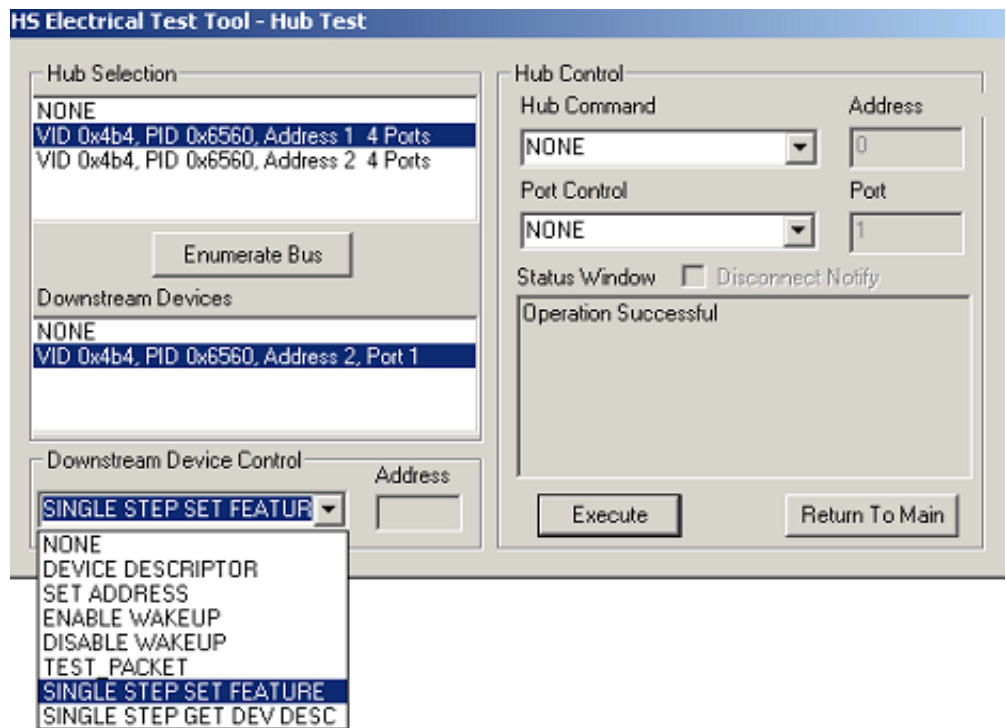 HS Electrical Test Tool - Hub Test
Hub Selection
NONE
VID 0x4b4, PID 0x6560, Address 1 4 Ports
VID 0x4b4, PID 0x6560, Address 2 4 Ports
Enumerate Bus
Downstream Devices
NONE
VID 0x4b4, PID 0x6560, Address 2, Port 1
Downstream Device Control
Address
SINGLE STEP SET FEATUR
NONE
DEVICE DESCRIPTOR
SET ADDRESS
ENABLE WAKEUP
DISABLE WAKEUP
TEST_PACKET
SINGLE STEP SET FEATURE
SINGLE STEP GET DEV DESC
Hub Control
Hub Command
Address
NONE
0
Port Control
Port
NONE
1
Status Window
Disconnect Notify
Operation Successful
Execute
Return To Main